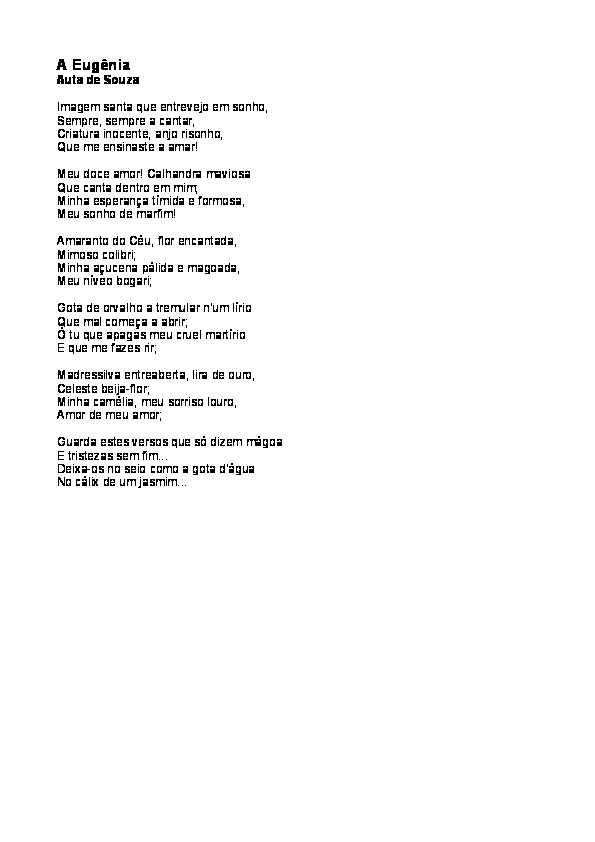 A Eugênia
Auta de Souza
Imagem santa que entrevejo em sonho,
Sempre, sempre a cantar,
Criatura inocente, anjo risonho,
Que me ensinaste a amar!
Meu doce amor! Calhandra maviosa
Que canta dentro em mim;
Minha esperança tímida e formosa,
Meu sonho de marfim!
Amaranto do Céu, flor encantada,
Mimoso colibri;
Minha açucena pálida e magoada,
Meu níveo bogari;
Gota de orvalho a tremular n'um lírio
Que mal começa a abrir;
Ó tu que apagas meu cruel martírio
E que me fazes rir;
Madressilva entreaberta, lira de ouro,
Celeste beija-flor;
Minha camélia, meu sorriso louro,
Amor de meu amor;
Guarda estes versos que só dizem mágoa
E tristezas sem fim...
Deixa-os no seio como a gota d'água
No cálix de um jasmim...